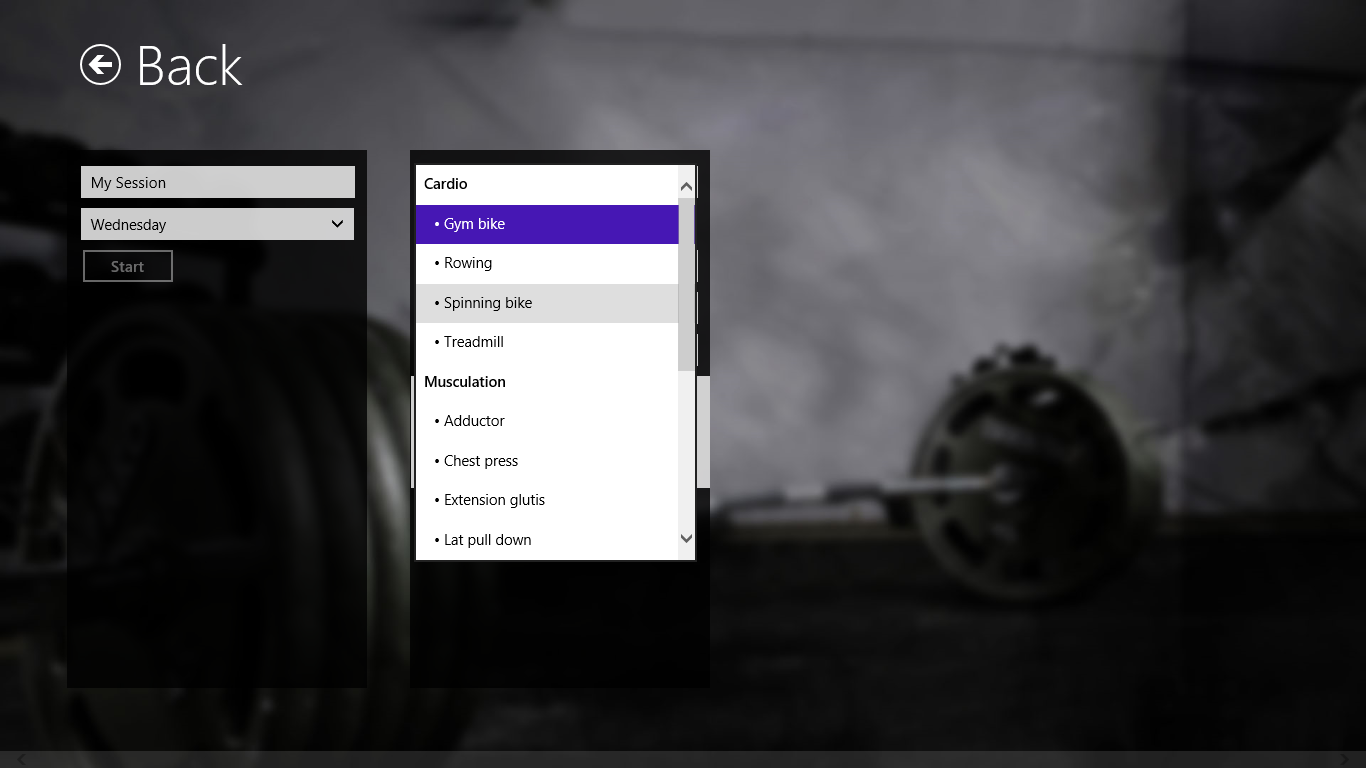 Back
My Session
Wednesday
Start
Cardio
• Gym bike
• Rowing
• Spinning bike
• Treadmill
Musculation
• Adductor
• Chest press
• Extension glutis
• Lat pull down